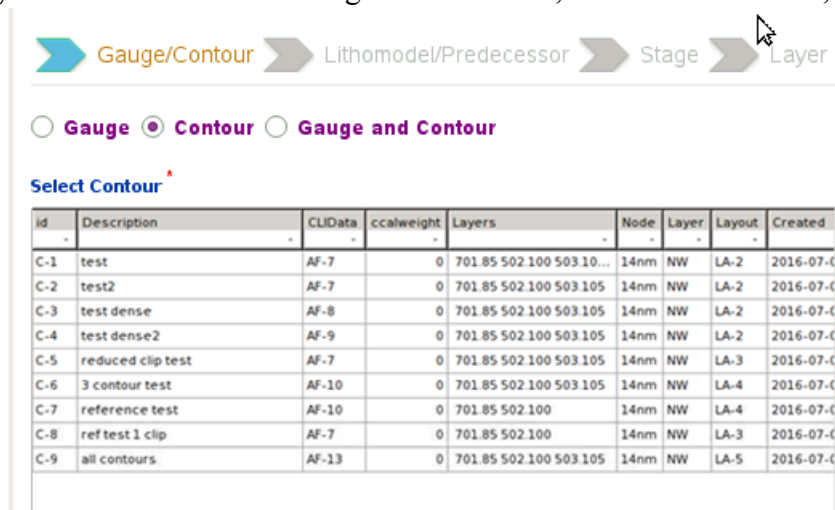 Gauge/Contour Lithomodel/Predecessor Stage Layer
Gauge Contour Gauge and Contour
Select Contour *
id Description CLIData ccalweight Layers Node Layer Layout Created
C-1 test AF-7 0 701.85 502.100 503.10... 14nm NW LA-2 2016-07-0
C-2 test2 AF-7 0 701.85 502.100 503.105 14nm NW LA-2 2016-07-0
C-3 test dense AF-8 0 701.85 502.100 503.105 14nm NW LA-2 2016-07-0
C-4 test dense2 AF-9 0 701.85 502.100 503.105 14nm NW LA-2 2016-07-0
C-5 reduced clip test AF-7 0 701.85 502.100 503.105 14nm NW LA-3 2016-07-0
C-6 3 contour test AF-10 0 701.85 502.100 503.105 14nm NW LA-4 2016-07-0
C-7 reference test AF-10 0 701.85 502.100 14nm NW LA-4 2016-07-0
C-8 ref test 1 clip AF-7 0 701.85 502.100 14nm NW LA-3 2016-07-0
C-9 all contours AF-13 0 701.85 502.100 503.105 14nm NW LA-5 2016-07-0